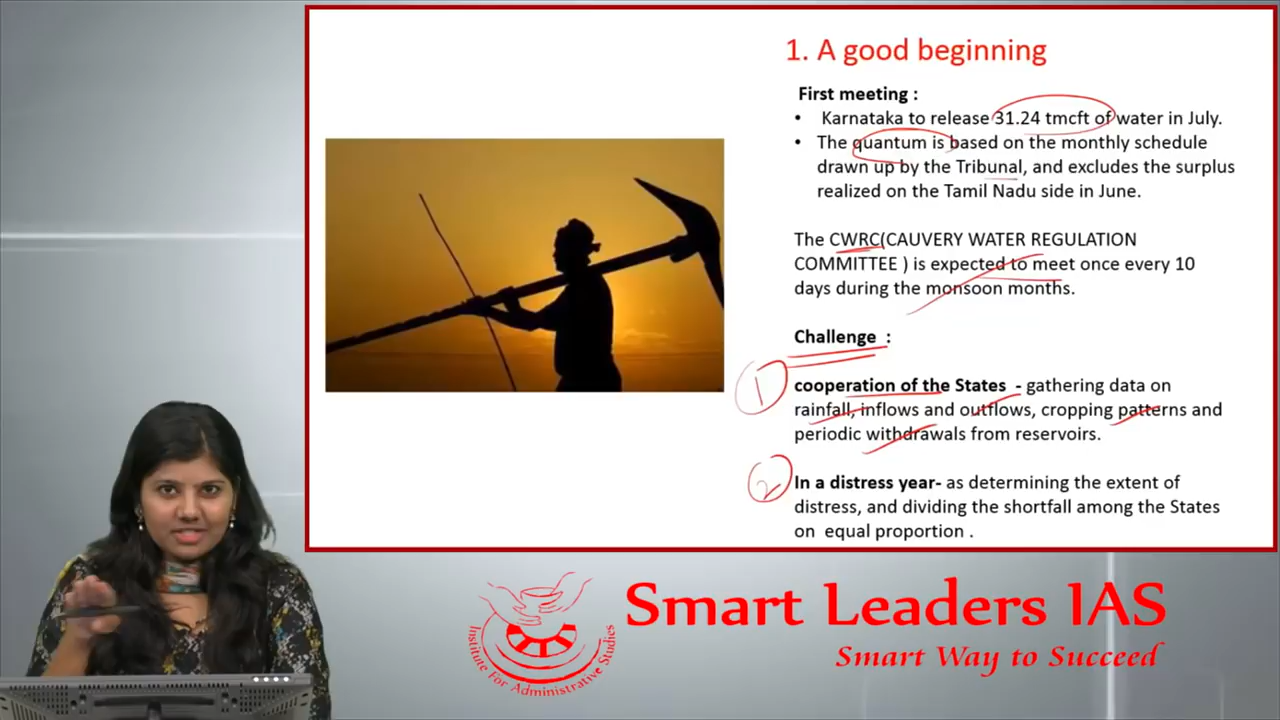 1. A good beginning
First meeting :
• Karnataka to release 31.24 tmcft of water in July.
• The quantum is based on the monthly schedule
drawn up by the Tribunal, and excludes the surplus
realized on the Tamil Nadu side in June.
The CWRC(CAUVERY WATER REGULATION
COMMITTEE ) is expected to meet once every 10
days during the monsoon months.
Challenge :
1
cooperation of the States - gathering data on
rainfall, inflows and outflows, cropping patterns and
periodic withdrawals from reservoirs.
2
In a distress year- as determining the extent of
distress, and dividing the shortfall among the States
on equal proportion .
Institute For Administrative Studies
Smart Leaders IAS
Smart Way to Succeed